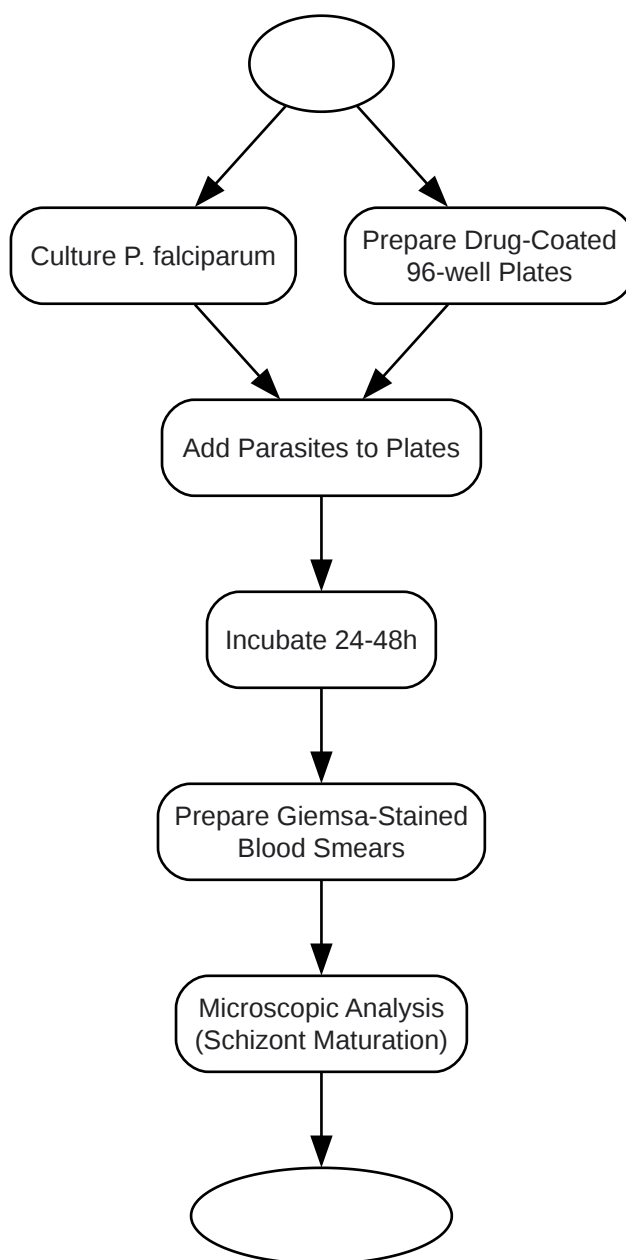 Culture P. falciparum
Prepare Drug-Coated
96-well Plates
Add Parasites to Plates
Incubate 24-48h
Prepare Giemsa-Stained
Blood Smears
Microscopic Analysis
(Schizont Maturation)